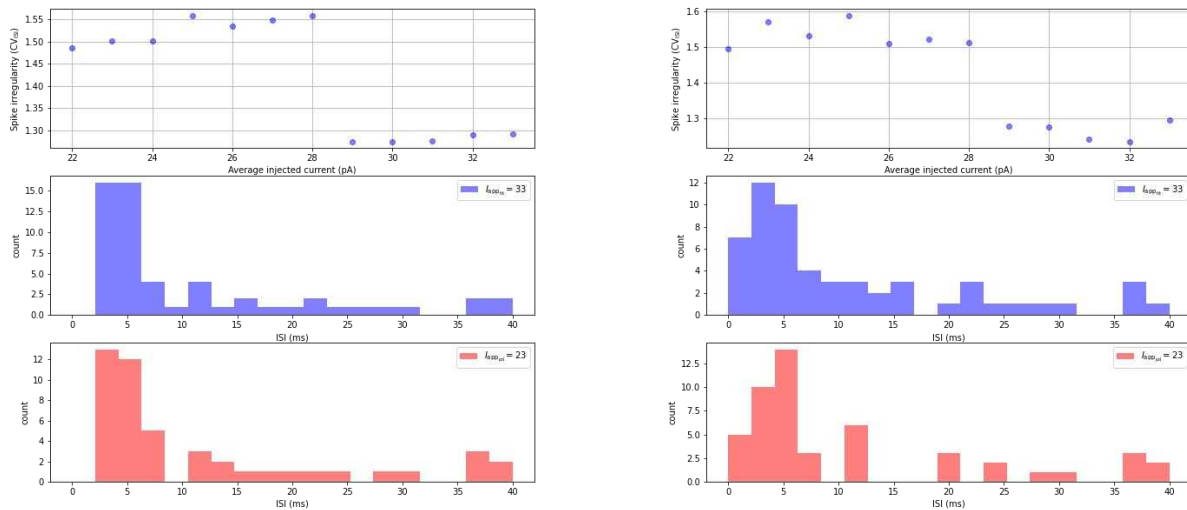 Spike irregularity (CV_ISI)
1.55
1.50
1.45
1.40
1.35
1.30
22 24 26 28 30 32
Average injected current (pA)
count
15.0
12.5
10.0
7.5
5.0
2.5
0.0
I_app = 33
0 5 10 15 20 25 30 35 40
ISI (ms)
count
12
10
8
6
4
2
0
I_app = 23
0 5 10 15 20 25 30 35 40
ISI (ms)
Spike irregularity (CV_ISI)
1.6
1.5
1.4
1.3
22 24 26 28 30 32
Average injected current (pA)
count
12
10
8
6
4
2
0
I_app = 33
0 5 10 15 20 25 30 35 40
ISI (ms)
count
12.5
10.0
7.5
5.0
2.5
0.0
I_app = 23
0 5 10 15 20 25 30 35 40
ISI (ms)